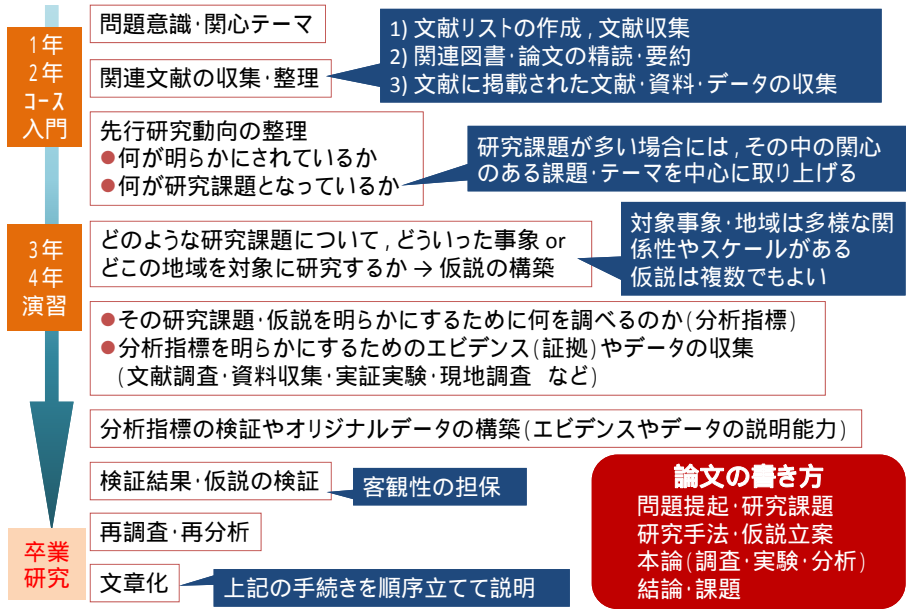 1年
2年
コース
入門
問題意識･関心テーマ
関連文献の収集･整理
1) 文献リストの作成，文献収集
2) 関連図書･論文の精読･要約
3) 文献に掲載された文献･資料･データの収集
先行研究動向の整理
●何が明らかにされているか
●何が研究課題となっているか
研究課題が多い場合には，その中の関心
のある課題･テーマを中心に取り上げる
3年
4年
演習
どのような研究課題について，どういった事象 or
どこの地域を対象に研究するか → 仮説の構築
対象事象･地域は多様な関
係性やスケールがある
仮説は複数でもよい
●その研究課題･仮説を明らかにするために何を調べるのか(分析指標)
●分析指標を明らかにするためのエビデンス(証拠)やデータの収集
(文献調査･資料収集･実証実験･現地調査 など)
分析指標の検証やオリジナルデータの構築(エビデンスやデータの説明能力)
検証結果･仮説の検証
客観性の担保
再調査･再分析
卒業
研究
文章化
上記の手続きを順序立てて説明
論文の書き方
問題提起･研究課題
研究手法･仮説立案
本論(調査･実験･分析)
結論･課題